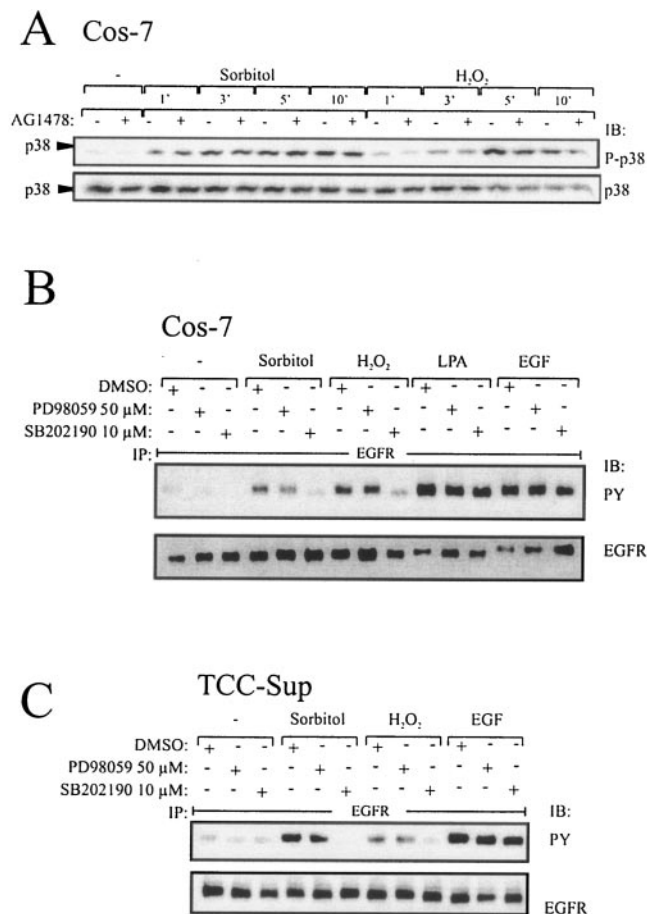 A Cos-7
- Sorbitol H₂O₂
1' 3' 5' 10' 1' 3' 5' 10'
AG1478: - + - + - + - + - + - + - + - + - + IB:
p38 P-p38
p38 p38
B
Cos-7
- Sorbitol H₂O₂ LPA EGF
DMSO: + - - + - - + - - + - - + - -
PD98059 50 µM: - + - - + - - + - - + - - + -
SB202190 10 µM: - - + - - + - - + - - + - - +
IP: EGFR IB:
PY
EGFR
C TCC-Sup
- Sorbitol H₂O₂ EGF
DMSO: + - - + - - + - - + - -
PD98059 50 µM: - + - - + - - + - - + -
SB202190 10 µM: - - + - - + - - + - - +
IP: EGFR IB:
PY
EGFR